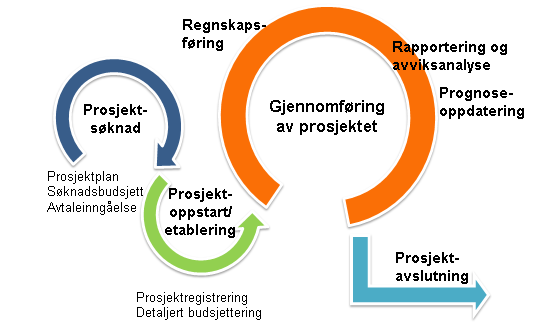 Regnskaps-
føring
Rapportering og
avviksanalyse
Prognose-
oppdatering
Gjennomføring
av prosjektet
Prosjekt-
søknad
Prosjektplan
Søknadsbudsjett
Avtaleinngåelse
Prosjekt-
oppstart/
etablering
Prosjektregistrering
Detaljert budsjettering
Prosjekt-
avslutning